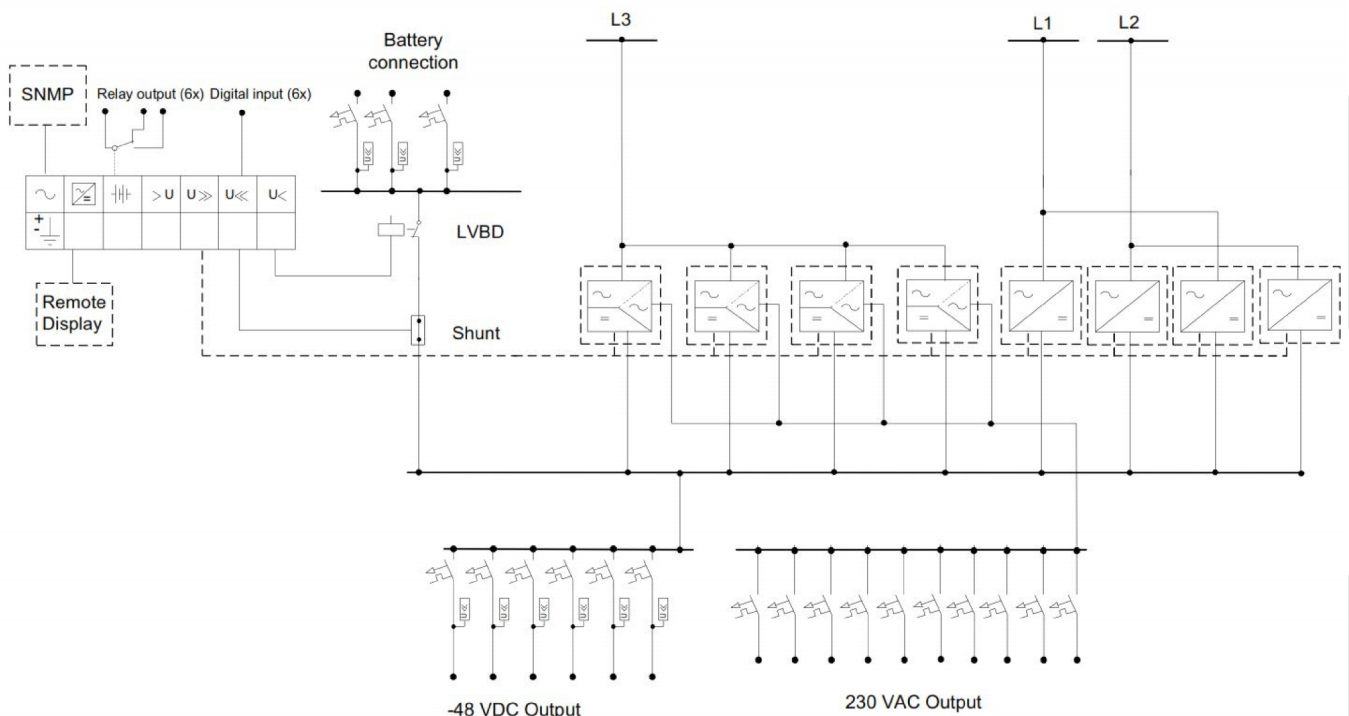 L3
L1
L2
Battery
connection
SNMP
Relay output (6x)
Digital input (6x)
U≪
U≪
U≪
>U
U≫
U≪
U<
+
-
LVBD
Remote
Display
Shunt
U≪
U≪
U≪
U≪
U≪
U≪
-48 VDC Output
230 VAC Output